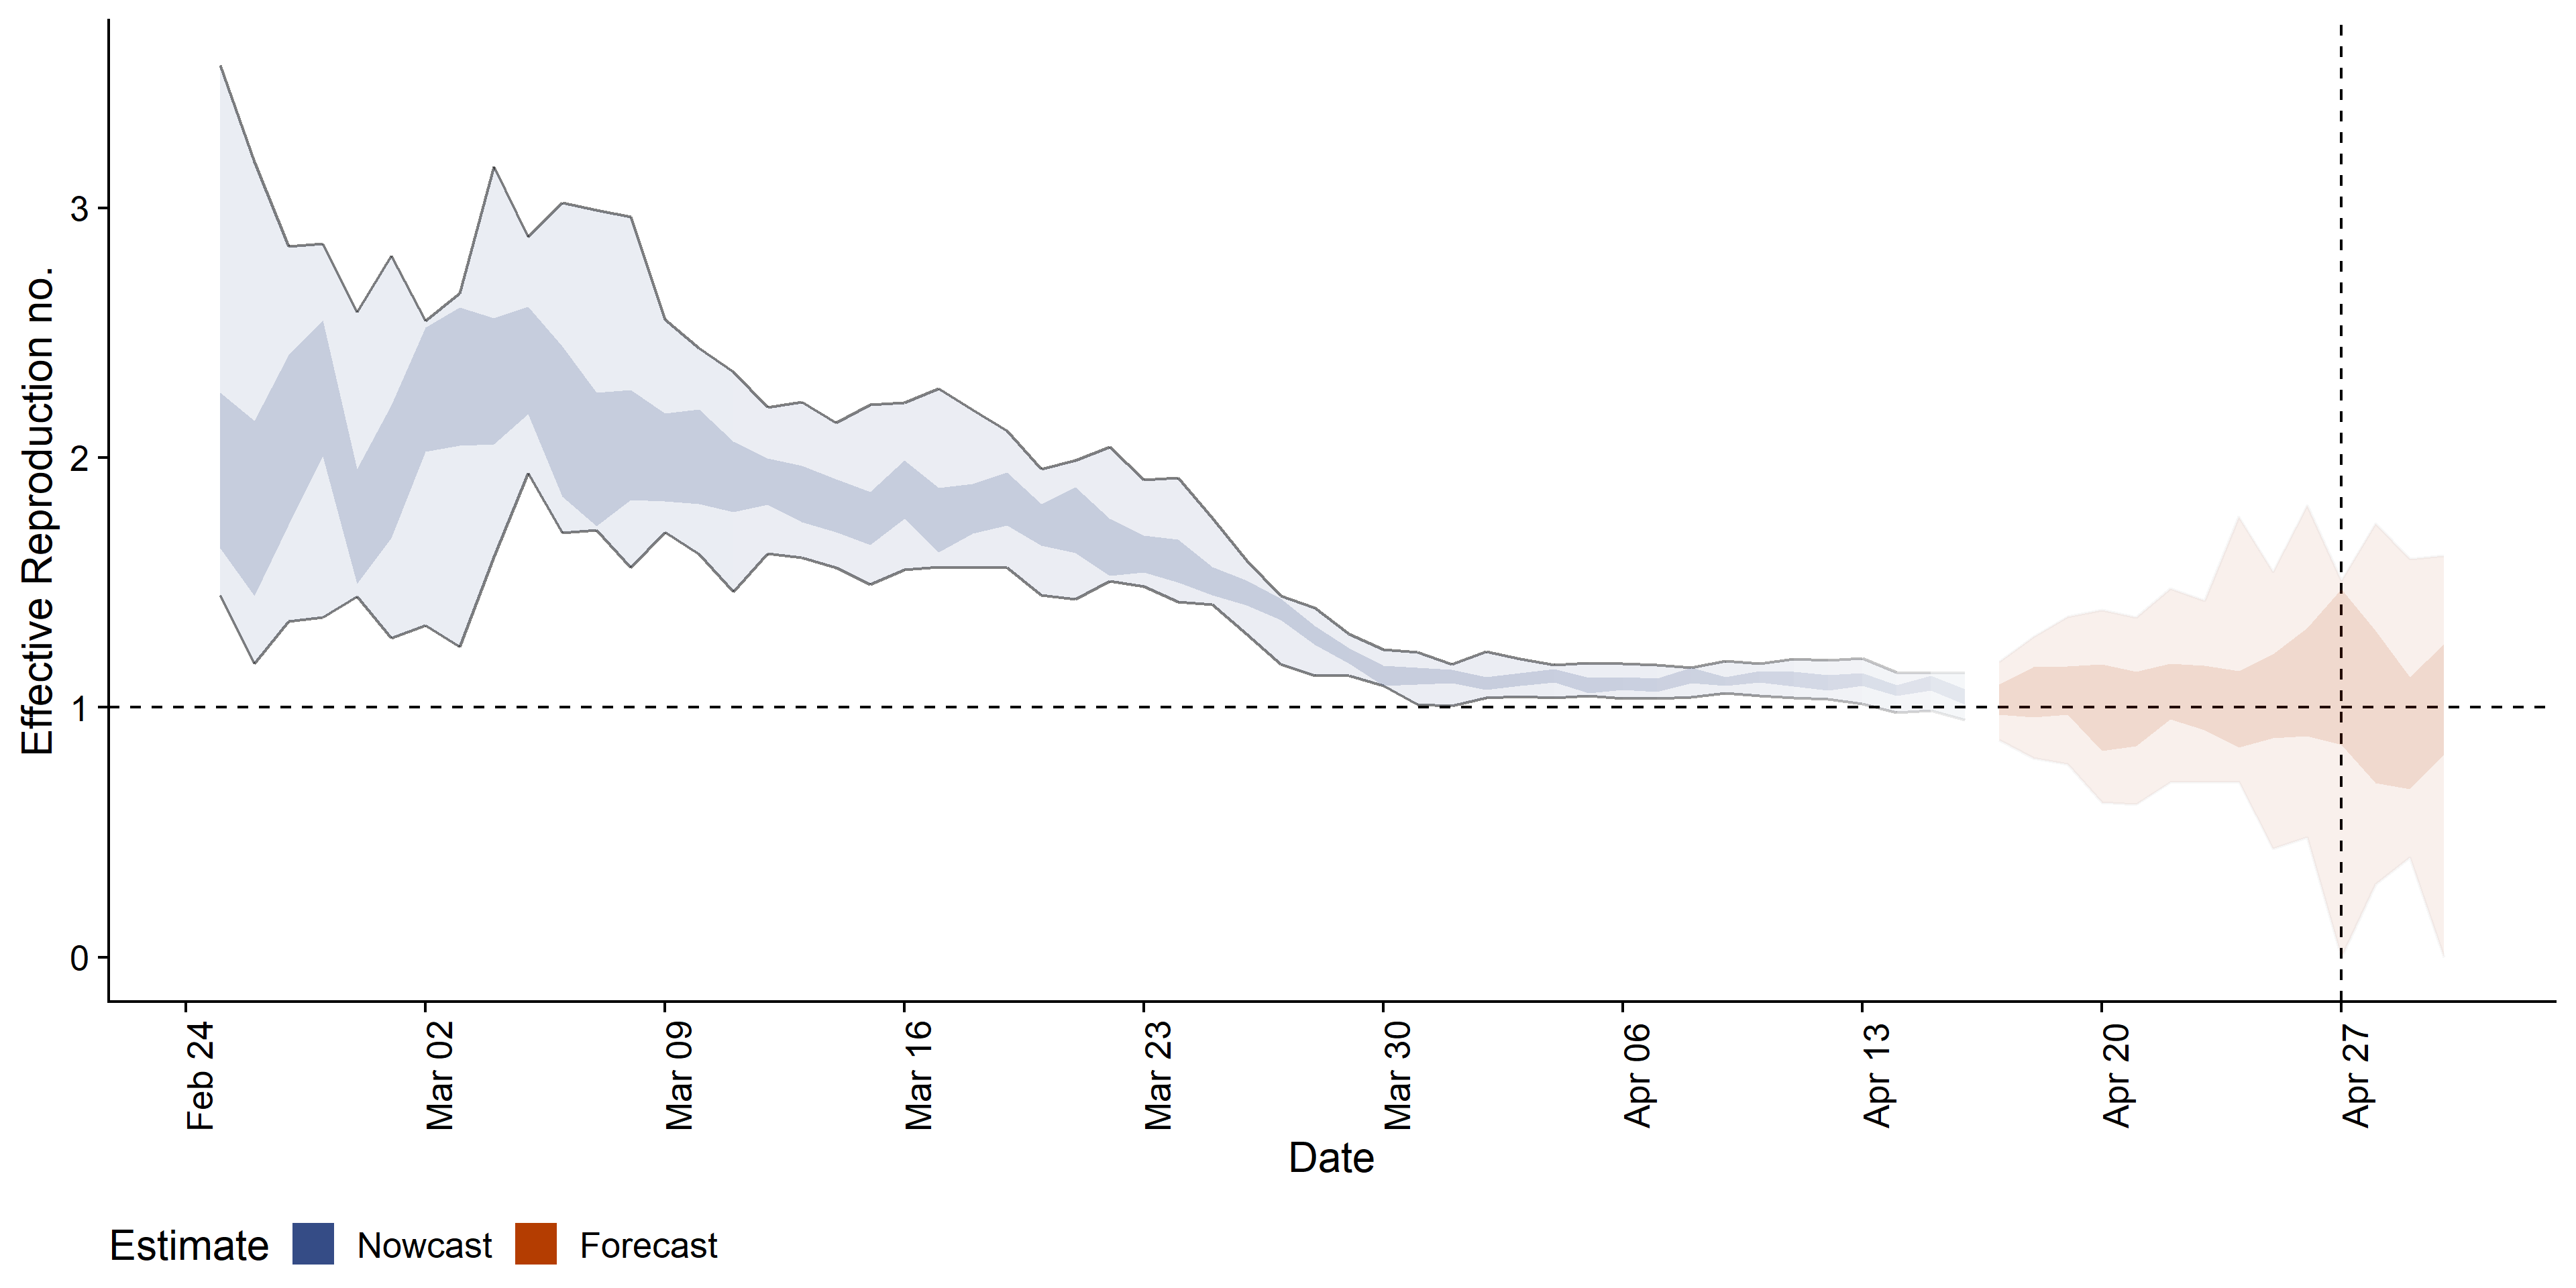 Effective Reproduction no.
3
2
1
0
Feb 24
Mar 02
Mar 09
Mar 16
Mar 23
Mar 30
Apr 06
Apr 13
Apr 20
Apr 27
Date
Estimate Nowcast Forecast